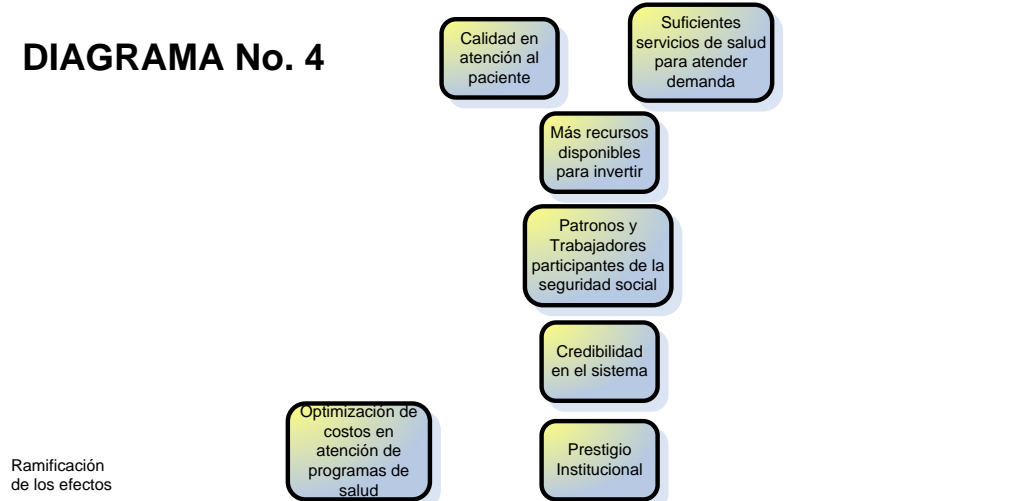 DIAGRAMA No. 4
Calidad en
atención al
paciente
Suficientes
servicios de salud
para atender
demanda
Más recursos
disponibles
para invertir
Patronos y
Trabajadores
participantes de la
seguridad social
Credibilidad
en el sistema
Optimización de
costos en
atención de
programas de
salud
Prestigio
Institucional
Ramificación
de los efectos